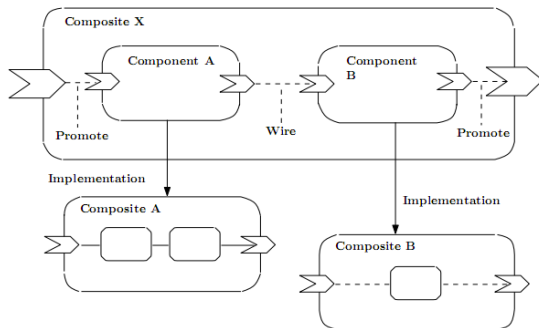 Composite X
Component A
Component
B
Promote
Wire
Promote
Implementation
Implementation
Composite A
Composite B